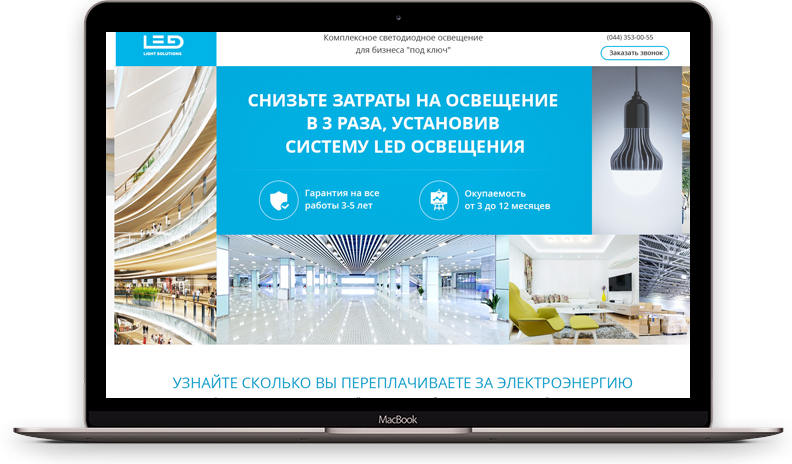 LED
LIGHT SOLUTIONS
Комплексное светодиодное освещение
для бизнеса "под ключ"
(044) 353-00-55
Заказать звонок
СНИЗЬТЕ ЗАТРАТЫ НА ОСВЕЩЕНИЕ
В 3 РАЗА, УСТАНОВИВ
СИСТЕМУ LED ОСВЕЩЕНИЯ
Гарантия на все
работы 3-5 лет
Окупаемость
от 3 до 12 месяцев
УЗНАЙТЕ СКОЛЬКО ВЫ ПЕРЕПЛАЧИВАЕТЕ ЗА ЭЛЕКТРОЭНЕРГИЮ
MacBook